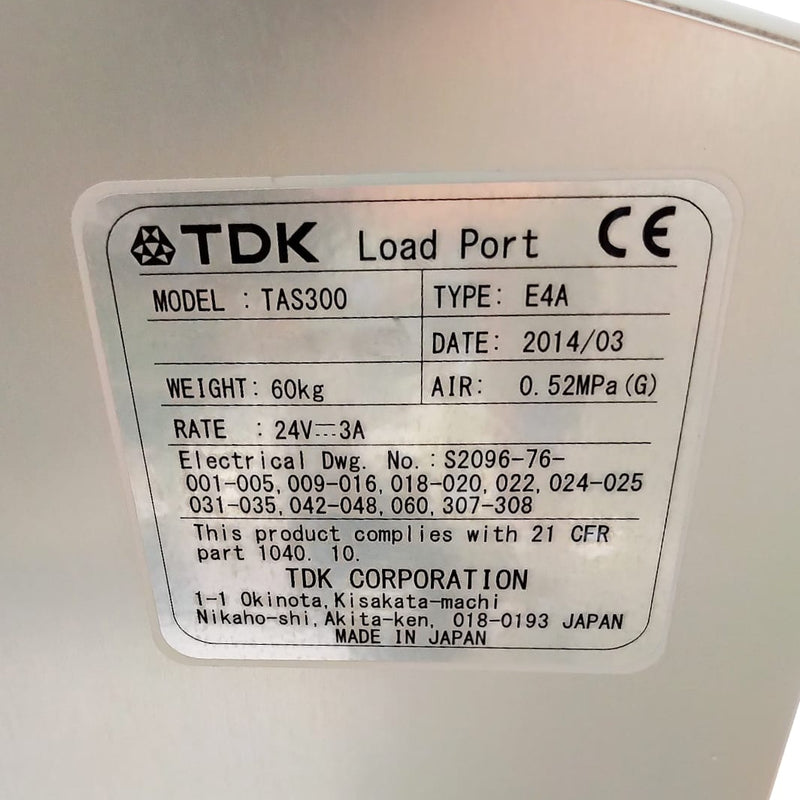 TDK Load Port CE
MODEL : TAS300 TYPE: E4A
DATE: 2014/03
WEIGHT: 60kg AIR: 0.52MPa(G)
RATE : 24V⎓3A
Electrical Dwg. No.: S2096-76-
001-005, 009-016, 018-020, 022, 024-025
031-035, 042-048, 060, 307-308
This product complies with 21 CFR
part 1040. 10.
TDK CORPORATION
1-1 Okinota, Kisakata-machi
Nikaho-shi, Akita-ken, 018-0193 JAPAN
MADE IN JAPAN